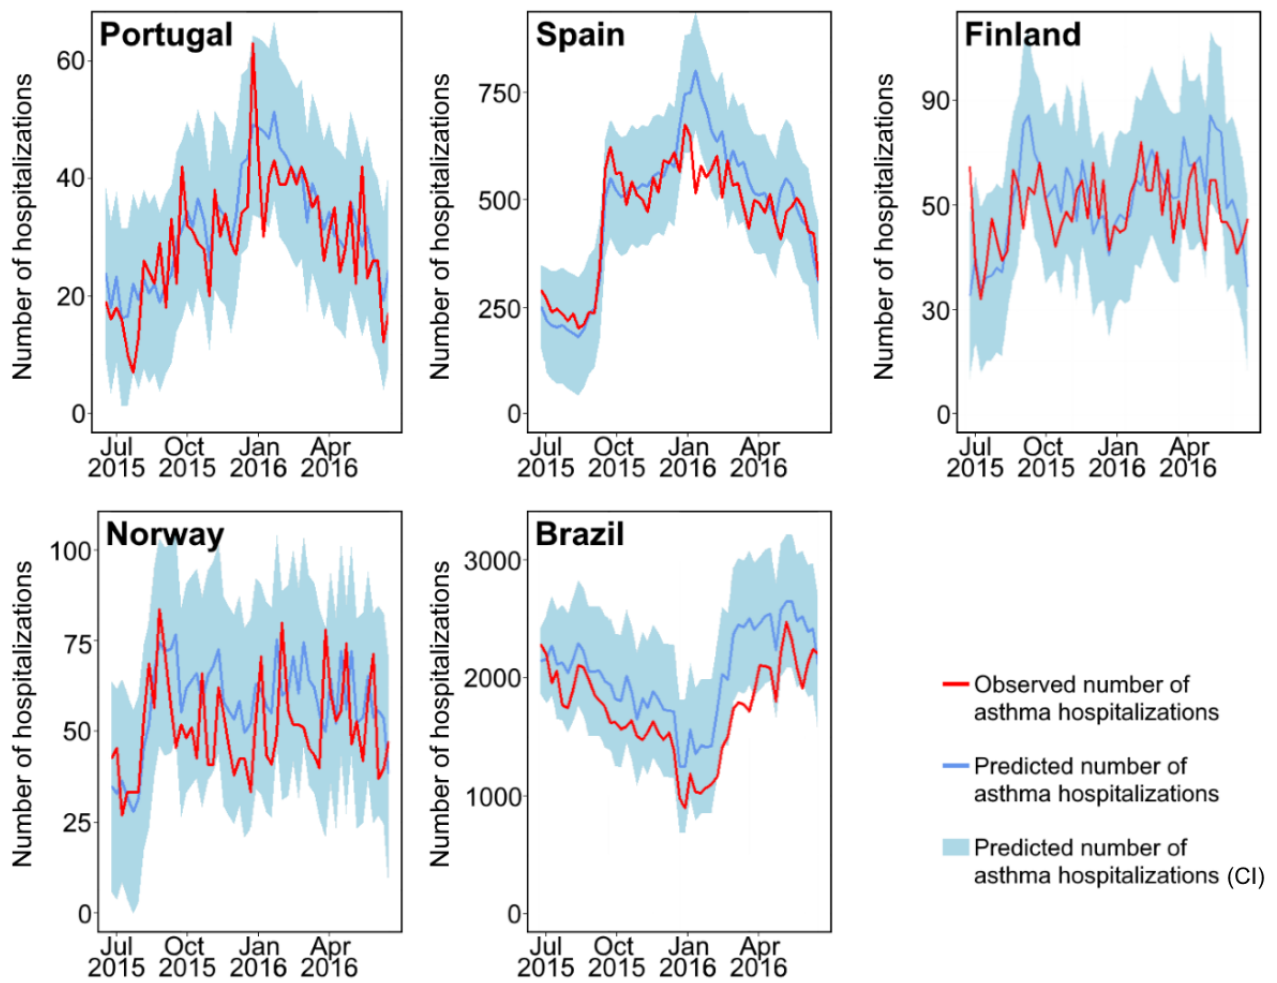 Portugal
Number of hospitalizations
60
40
20
0
Jul Oct Jan Apr
2015 2015 2016 2016
Spain
Number of hospitalizations
750
500
250
0
Jul Oct Jan Apr
2015 2015 2016 2016
Finland
Number of hospitalizations
90
50
30
0
Jul Oct Jan Apr
2015 2015 2016 2016
Norway
Number of hospitalizations
100
75
50
25
0
Jul Oct Jan Apr
2015 2015 2016 2016
Brazil
Number of hospitalizations
3000
2000
1000
0
Jul Oct Jan Apr
2015 2015 2016 2016
Observed number of
asthma hospitalizations
Predicted number of
asthma hospitalizations
Predicted number of
asthma hospitalizations (CI)